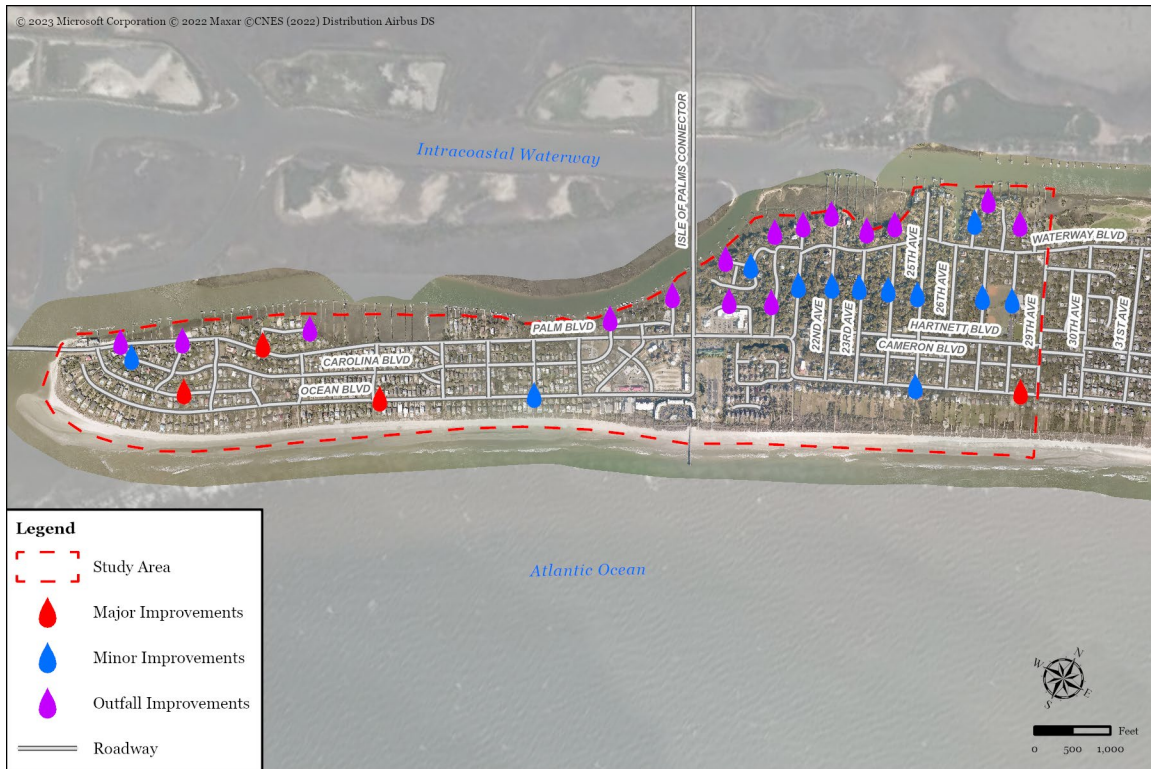 © 2023 Microsoft Corporation © 2022 Maxar ©CNES (2022) Distribution Airbus DS
Intracoastal Waterway
ISLE OF PALMS CONNECTOR
WATERWAY BLVD
25TH AVE
26TH AVE
22ND AVE
23RD AVE
29TH AVE
30TH AVE
31ST AVE
HARTNETT BLVD
CAMERON BLVD
PALM BLVD
CAROLINA BLVD
OCEAN BLVD
Atlantic Ocean
Legend
Study Area
Major Improvements
Minor Improvements
Outfall Improvements
Roadway
N
W
E
S
Feet
0 500 1,000